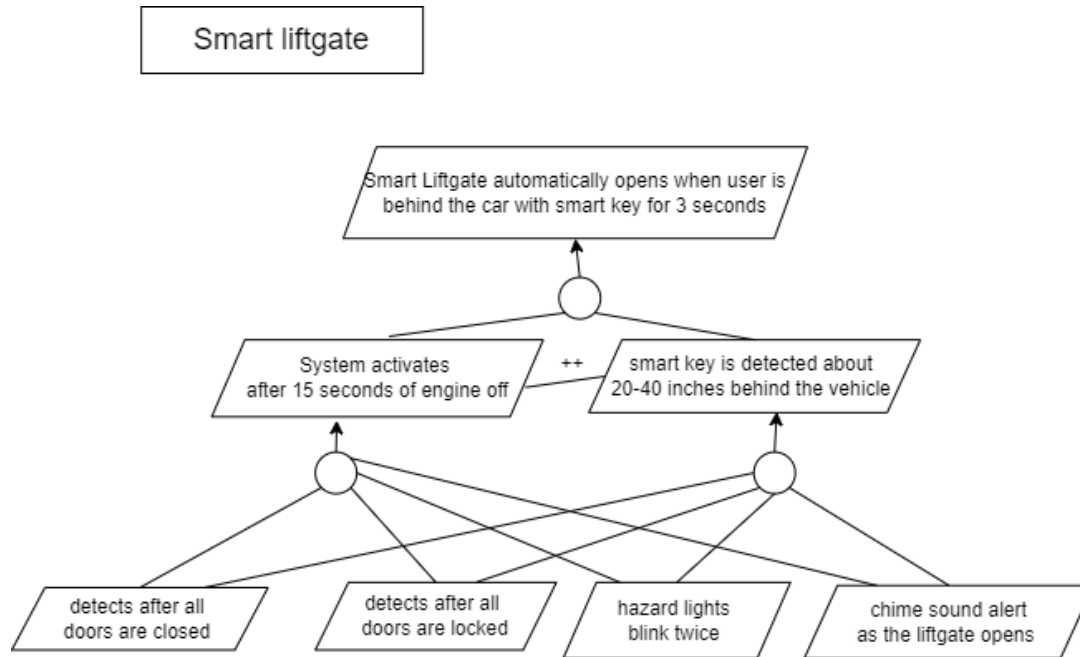 Smart liftgate
Smart Liftgate automatically opens when user is
behind the car with smart key for 3 seconds
System activates
after 15 seconds of engine off
++
smart key is detected about
20-40 inches behind the vehicle
detects after all
doors are closed
detects after all
doors are locked
hazard lights
blink twice
chime sound alert
as the liftgate opens